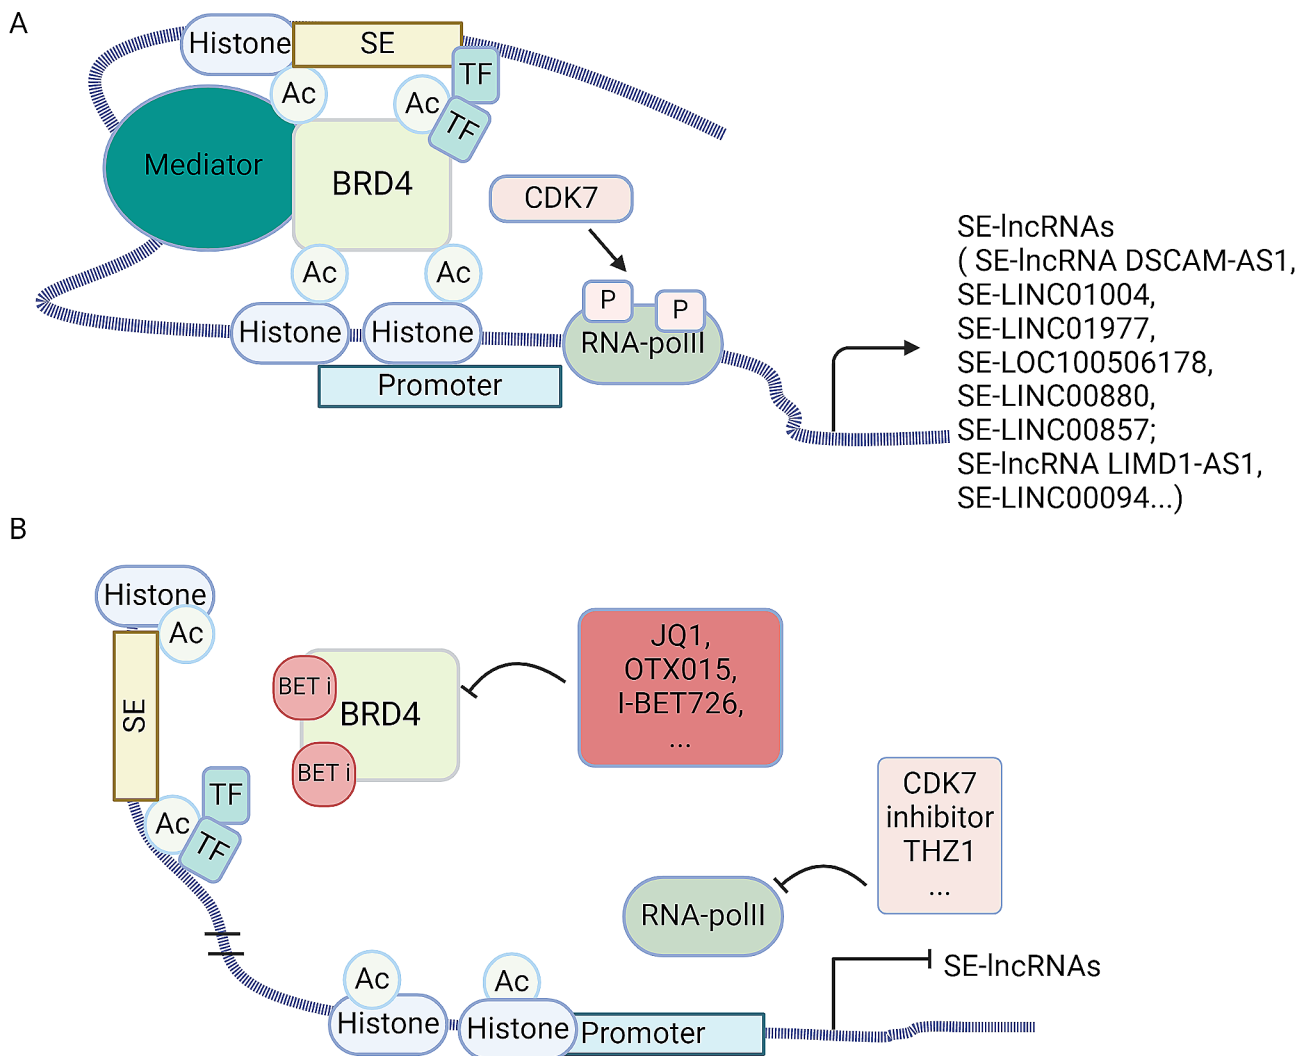 A
Histone
SE
TF
Ac
Ac
TF
Mediator
BRD4
CDK7
Ac
Ac
P
P
Histone
Histone
RNA-polII
Promoter
SE-lncRNAs
( SE-lncRNA DSCAM-AS1,
SE-LINC01004,
SE-LINC01977,
SE-LOC100506178,
SE-LINC00880,
SE-LINC00857;
SE-lncRNA LIMD1-AS1,
SE-LINC00094...)
B
Histone
Ac
SE
Ac
TF
TF
BET i
BRD4
BET i
JQ1,
OTX015,
I-BET726,
...
CDK7
inhibitor
THZ1
...
RNA-polII
SE-lncRNAs
Ac
Ac
Histone
Histone
Promoter